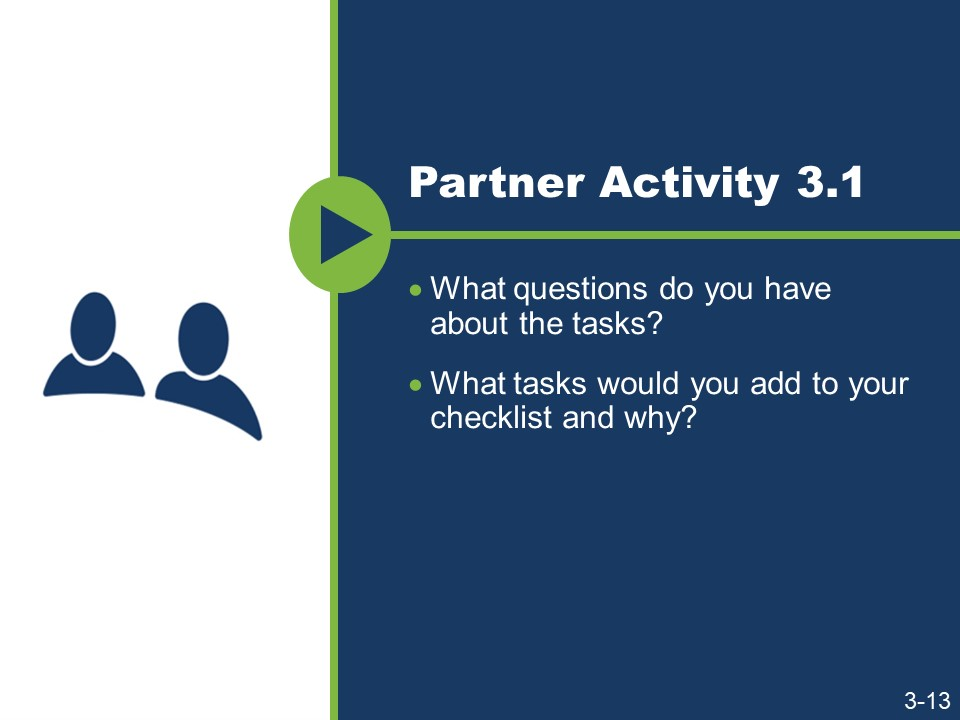 Partner Activity 3.1
• What questions do you have
about the tasks?
• What tasks would you add to your
checklist and why?
3-13